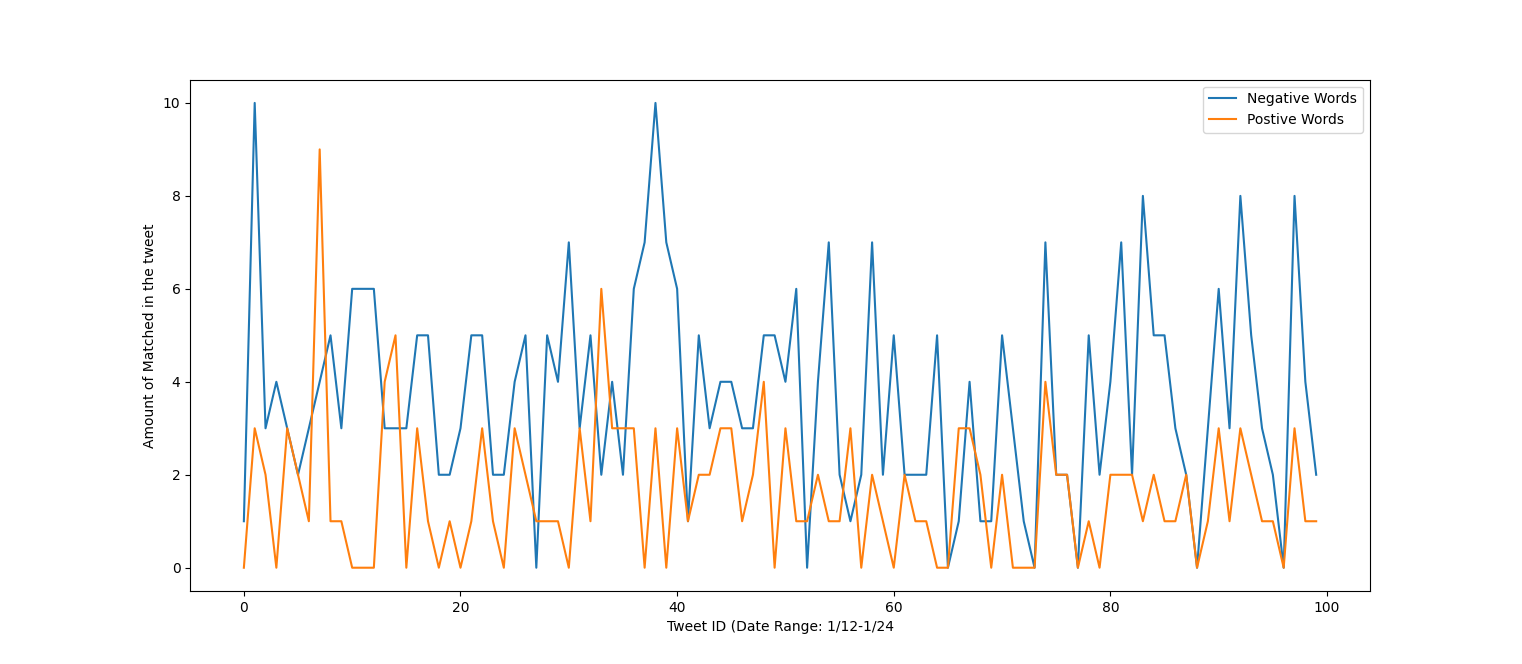 Negative Words
Postive Words
10
8
6
4
2
0
Amount of Matched in the tweet
0 20 40 60 80 100
Tweet ID (Date Range: 1/12-1/24